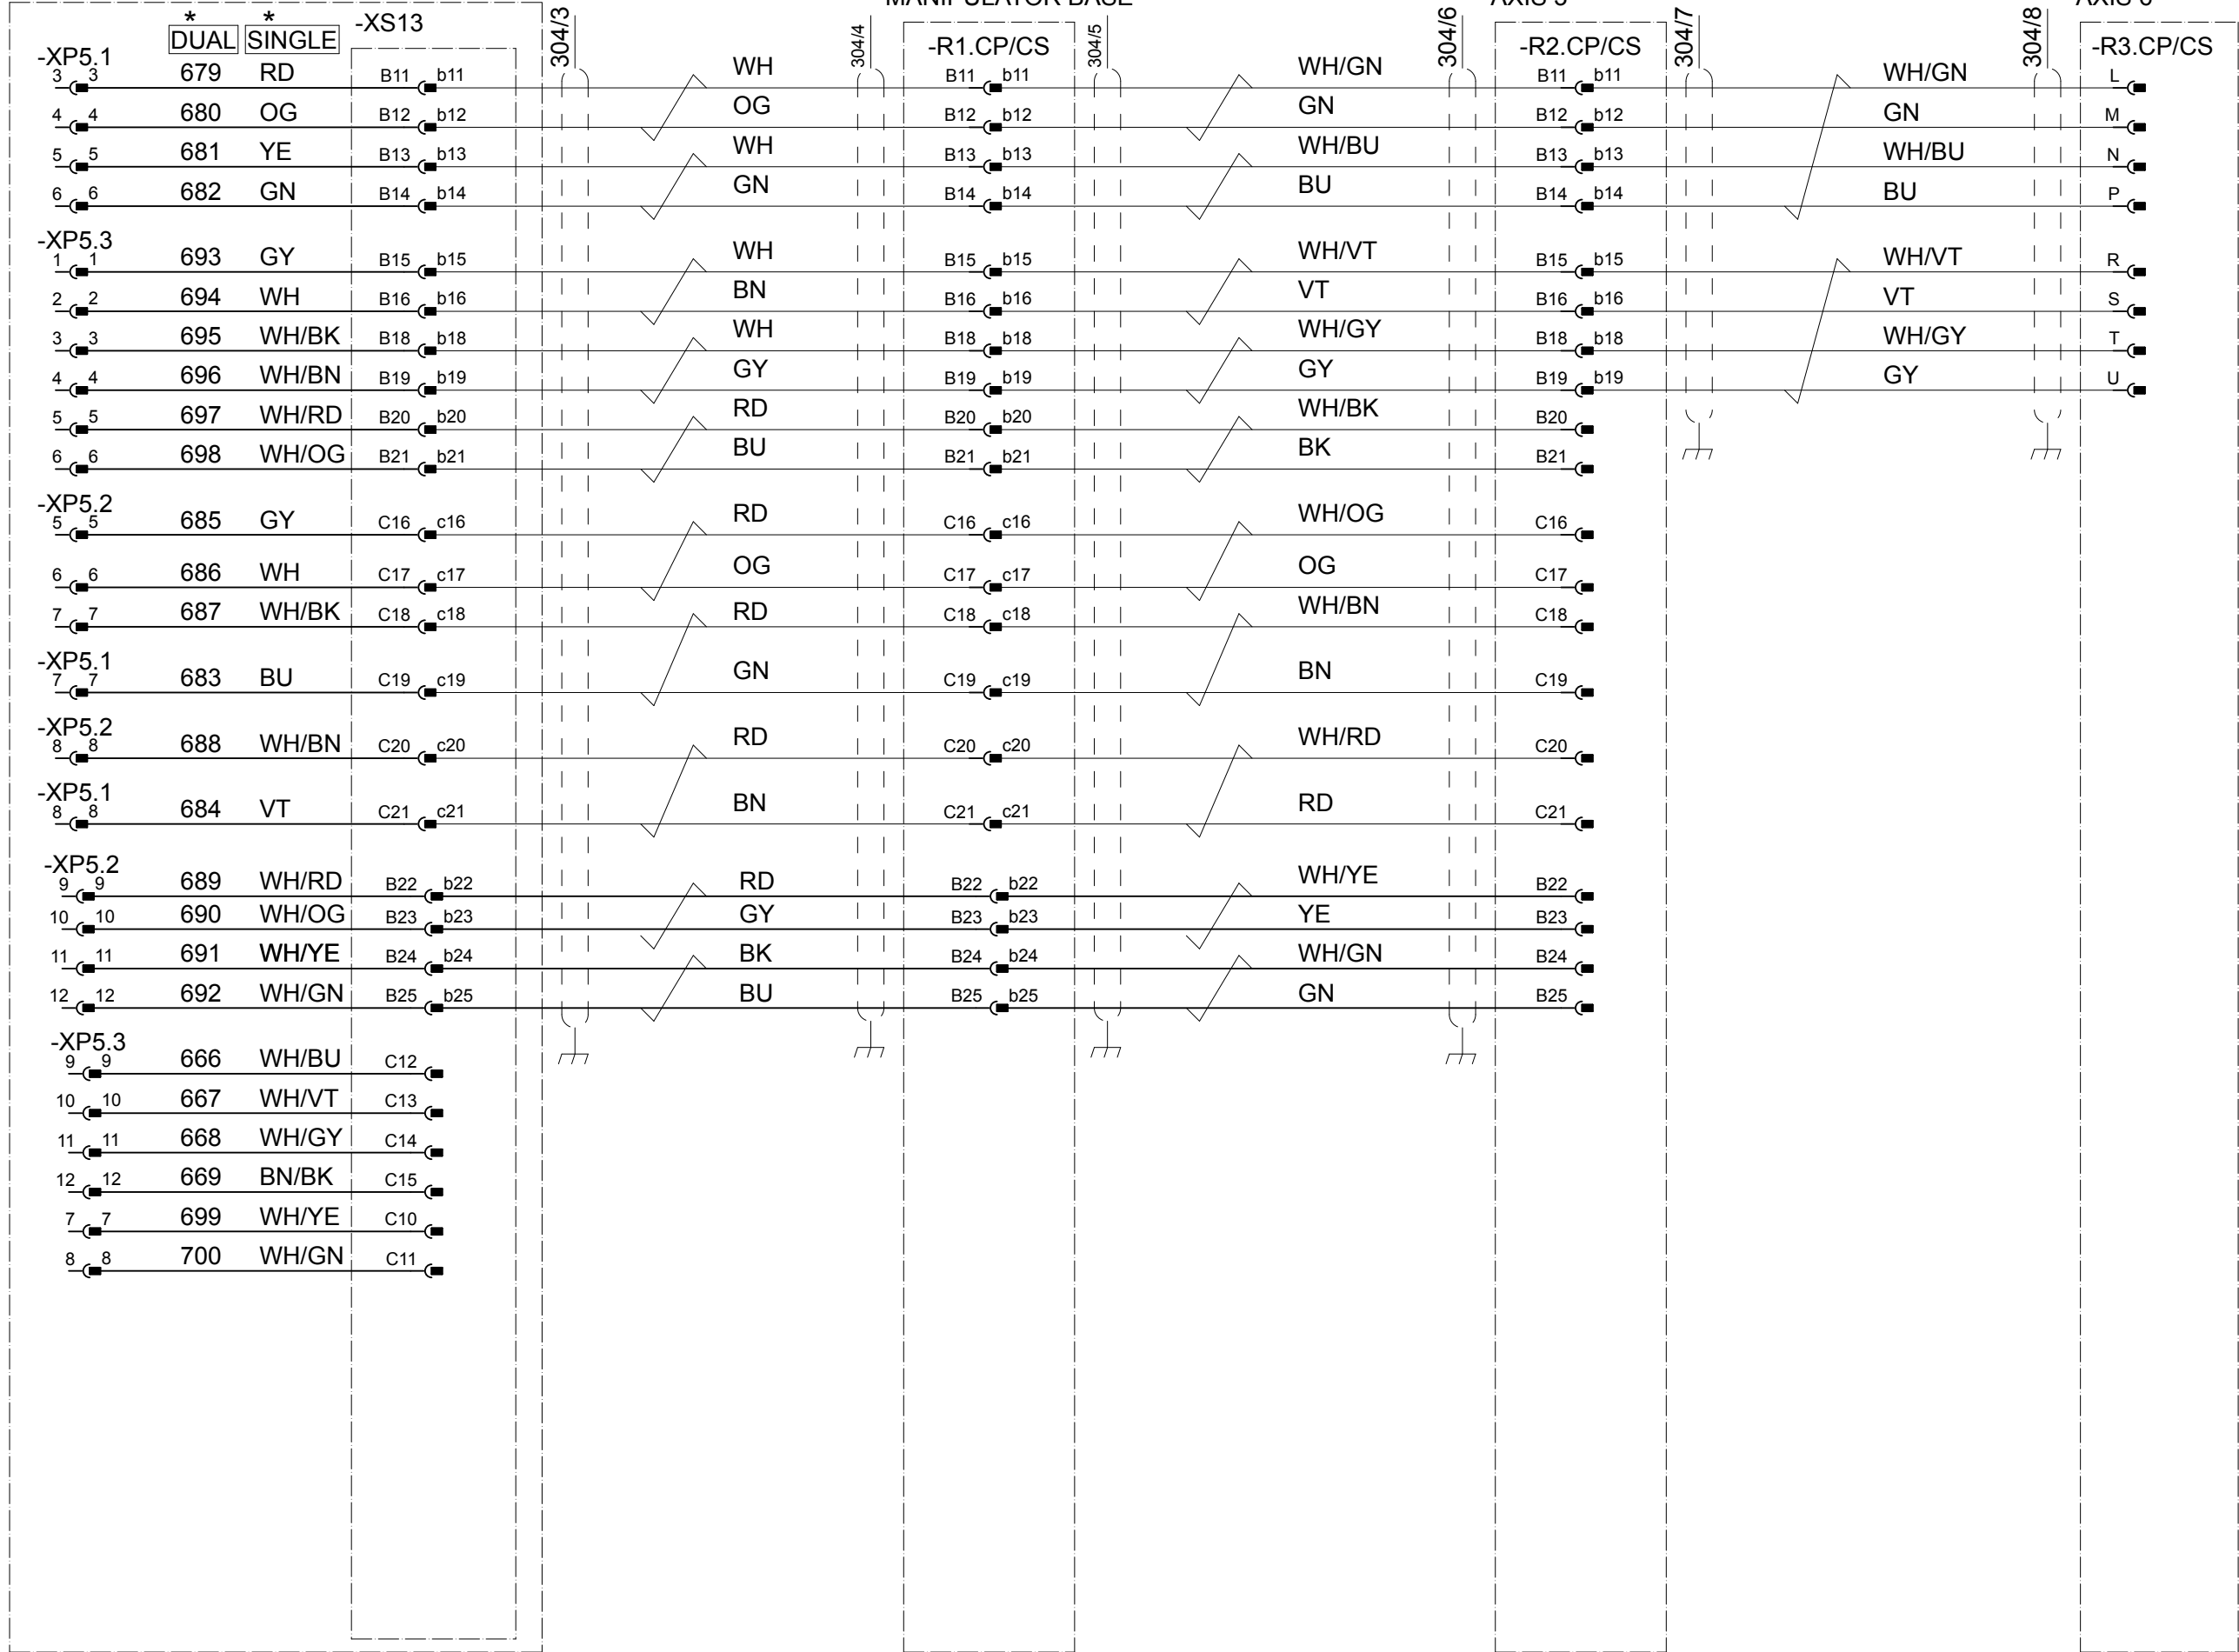 MANIPULATOR BASE
* * -XS13 304/3 304/4 304/5 304/6 304/7 304/8
DUAL SINGLE -R1.CP/CS -R2.CP/CS -R3.CP/CS
-XP5.1
3 3 679 RD B11 b11 WH B11 b11 WH/GN B11 b11 WH/GN L
4 4 680 OG B12 b12 OG B12 b12 GN B12 b12 GN M
5 5 681 YE B13 b13 WH B13 b13 WH/BU B13 b13 WH/BU N
6 6 682 GN B14 b14 GN B14 b14 BU B14 b14 BU P
-XP5.3
1 1 693 GY B15 b15 WH B15 b15 WH/VT B15 b15 WH/VT R
2 2 694 WH B16 b16 BN B16 b16 VT B16 b16 VT S
3 3 695 WH/BK B18 b18 WH B18 b18 WH/GY B18 b18 WH/GY T
4 4 696 WH/BN B19 b19 GY B19 b19 GY B19 b19 GY U
5 5 697 WH/RD B20 b20 RD B20 b20 WH/BK B20
6 6 698 WH/OG B21 b21 BU B21 b21 BK B21
-XP5.2
5 5 685 GY C16 c16 RD C16 c16 WH/OG C16
6 6 686 WH C17 c17 OG C17 c17 OG C17
7 7 687 WH/BK C18 c18 RD C18 c18 WH/BN C18
-XP5.1
7 7 683 BU C19 c19 GN C19 c19 BN C19
-XP5.2
8 8 688 WH/BN C20 c20 RD C20 c20 WH/RD C20
-XP5.1
8 8 684 VT C21 c21 BN C21 c21 RD C21
-XP5.2
9 9 689 WH/RD B22 b22 RD B22 b22 WH/YE B22
10 10 690 WH/OG B23 b23 GY B23 b23 YE B23
11 11 691 WH/YE B24 b24 BK B24 b24 WH/GN B24
12 12 692 WH/GN B25 b25 BU B25 b25 GN B25
-XP5.3
9 9 666 WH/BU C12
10 10 667 WH/VT C13
11 11 668 WH/GY C14
12 12 669 BN/BK C15
7 7 699 WH/YE C10
8 8 700 WH/GN C11